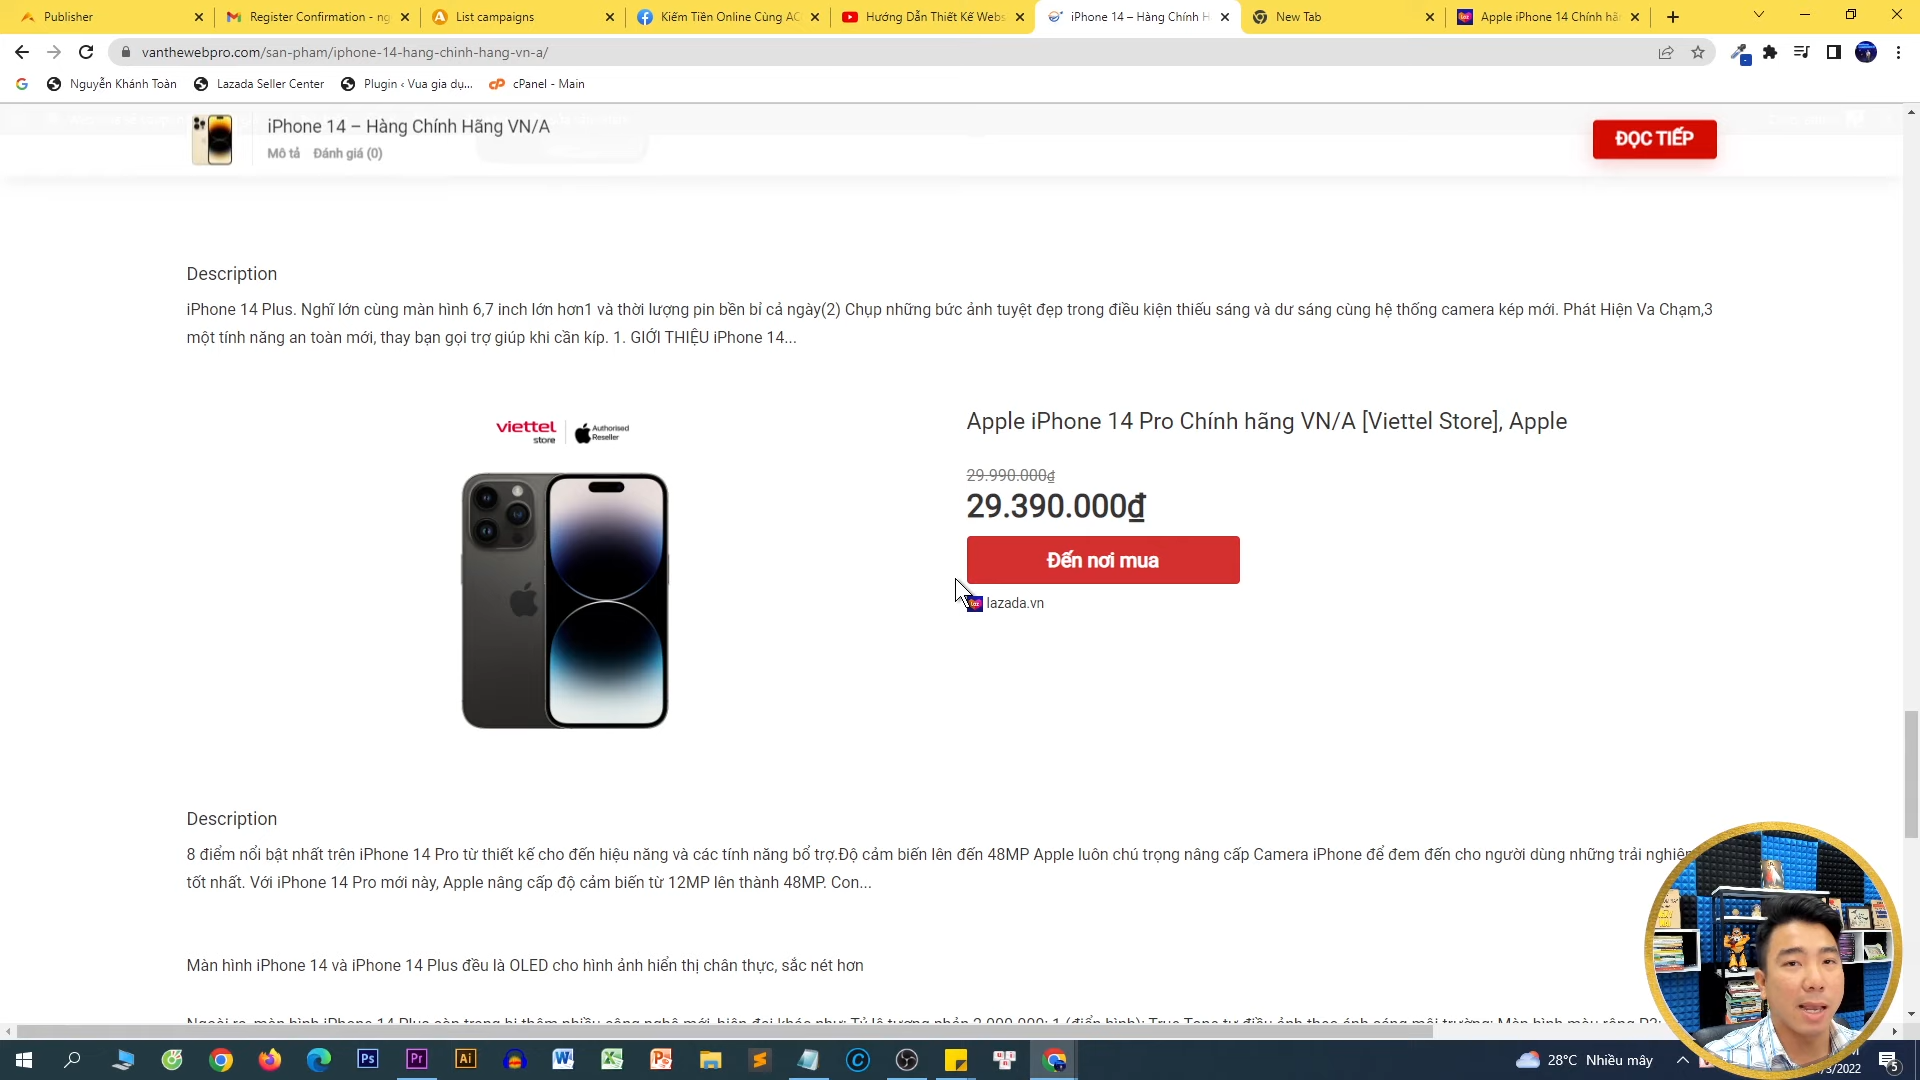 Publisher
Register Confirmation - ng
List campaigns
Kiếm Tiền Online Cùng AC
Hướng Dẫn Thiết Kế Webs
iPhone 14 – Hàng Chính H
New Tab
Apple iPhone 14 Chính hã
vanthewebpro.com/san-pham/iphone-14-hang-chinh-hang-vn-a/
Nguyễn Khánh Toàn
Lazada Seller Center
Plugin ‹ Vua gia dụ...
cPanel - Main
iPhone 14 – Hàng Chính Hãng VN/A
Mô tả Đánh giá (0)
ĐỌC TIẾP
Description
iPhone 14 Plus. Nghĩ lớn cùng màn hình 6,7 inch lớn hơn1 và thời lượng pin bền bỉ cả ngày(2) Chụp những bức ảnh tuyệt đẹp trong điều kiện thiếu sáng và dư sáng cùng hệ thống camera kép mới. Phát Hiện Va Chạm,3
một tính năng an toàn mới, thay bạn gọi trợ giúp khi cần kíp. 1. GIỚI THIỆU iPhone 14...
viettel
store
Authorised
Reseller
Apple iPhone 14 Pro Chính hãng VN/A [Viettel Store], Apple
29.990.000₫
29.390.000₫
Đến nơi mua
lazada.vn
Description
8 điểm nổi bật nhất trên iPhone 14 Pro từ thiết kế cho đến hiệu năng và các tính năng bổ trợ.Độ cảm biến lên đến 48MP Apple luôn chú trọng nâng cấp Camera iPhone để đem đến cho người dùng những trải nghiệ
tốt nhất. Với iPhone 14 Pro mới này, Apple nâng cấp độ cảm biến từ 12MP lên thành 48MP. Con...
Màn hình iPhone 14 và iPhone 14 Plus đều là OLED cho hình ảnh hiển thị chân thực, sắc nét hơn
28°C Nhiều mây
/3/2022
5